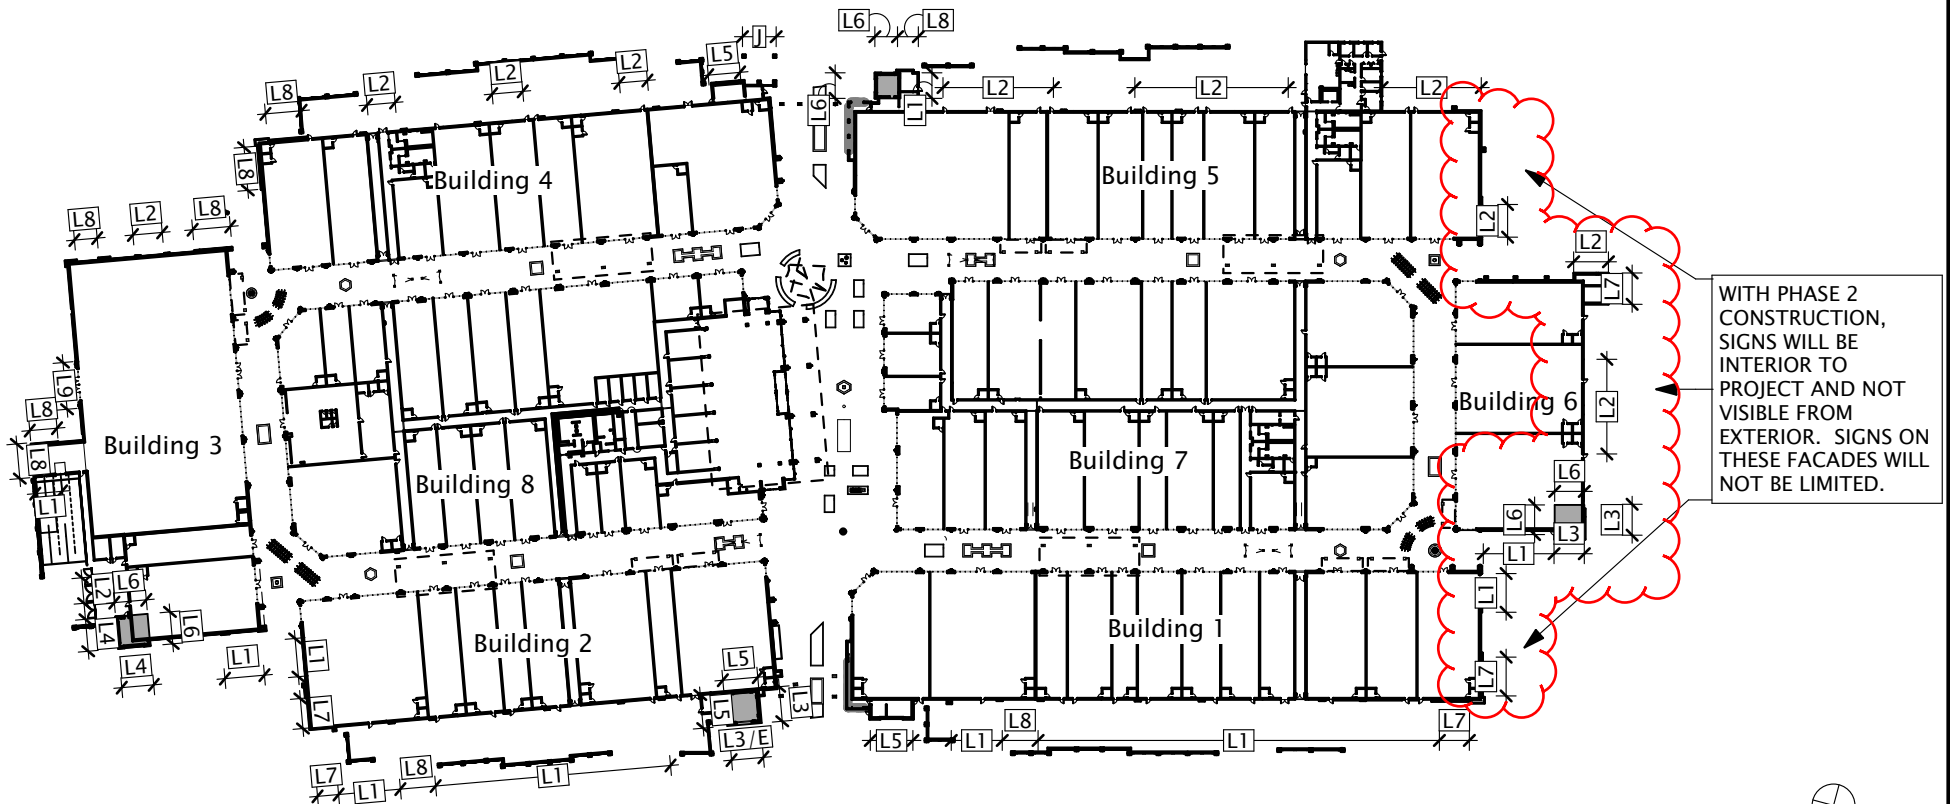 J
L6
L8
L5
L2
L2
L2
L8
L2
L2
L2
L9
L1
L8
Building 4
Building 5
L8
L2
L8
L2
L2
L7
WITH PHASE 2
CONSTRUCTION,
SIGNS WILL BE
INTERIOR TO
PROJECT AND NOT
VISIBLE FROM
EXTERIOR. SIGNS ON
THESE FACADES WILL
NOT BE LIMITED.
L9
L8
L2
Building 6
Building 3
L8
Building 8
Building 7
L6
L1
L6
L3
L3
L1
L2
L6
L1
L4
L6
L4
L1
L1
Building 2
Building 1
L5
L7
L7
L5
L3
L3/E
L5
L1
L8
L1
L7
L7
L1
L8
L1